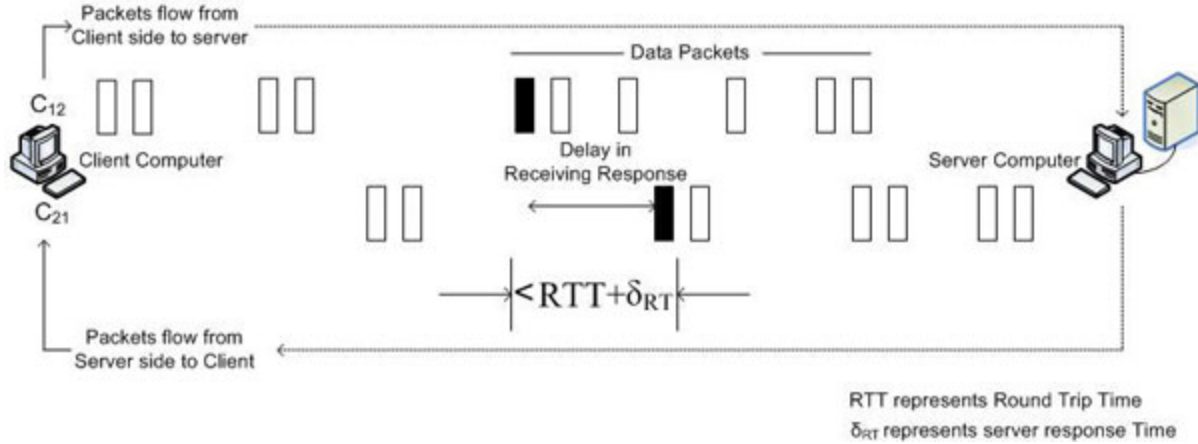 Packets flow from
Client side to server
Data Packets
C₁₂
Client Computer
Delay in
Receiving Response
Server Computer
C₂₁
<RTT+δRT
Packets flow from
Server side to Client
RTT represents Round Trip Time
δRT represents server response Time